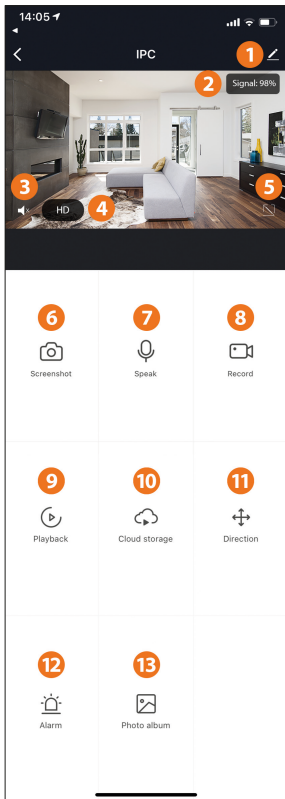 14:05
IPC
1
2
Signal: 98%
3
HD
4
5
6
7
8
Screenshot
Speak
Record
9
10
11
Playback
Cloud storage
Direction
12
13
Alarm
Photo album